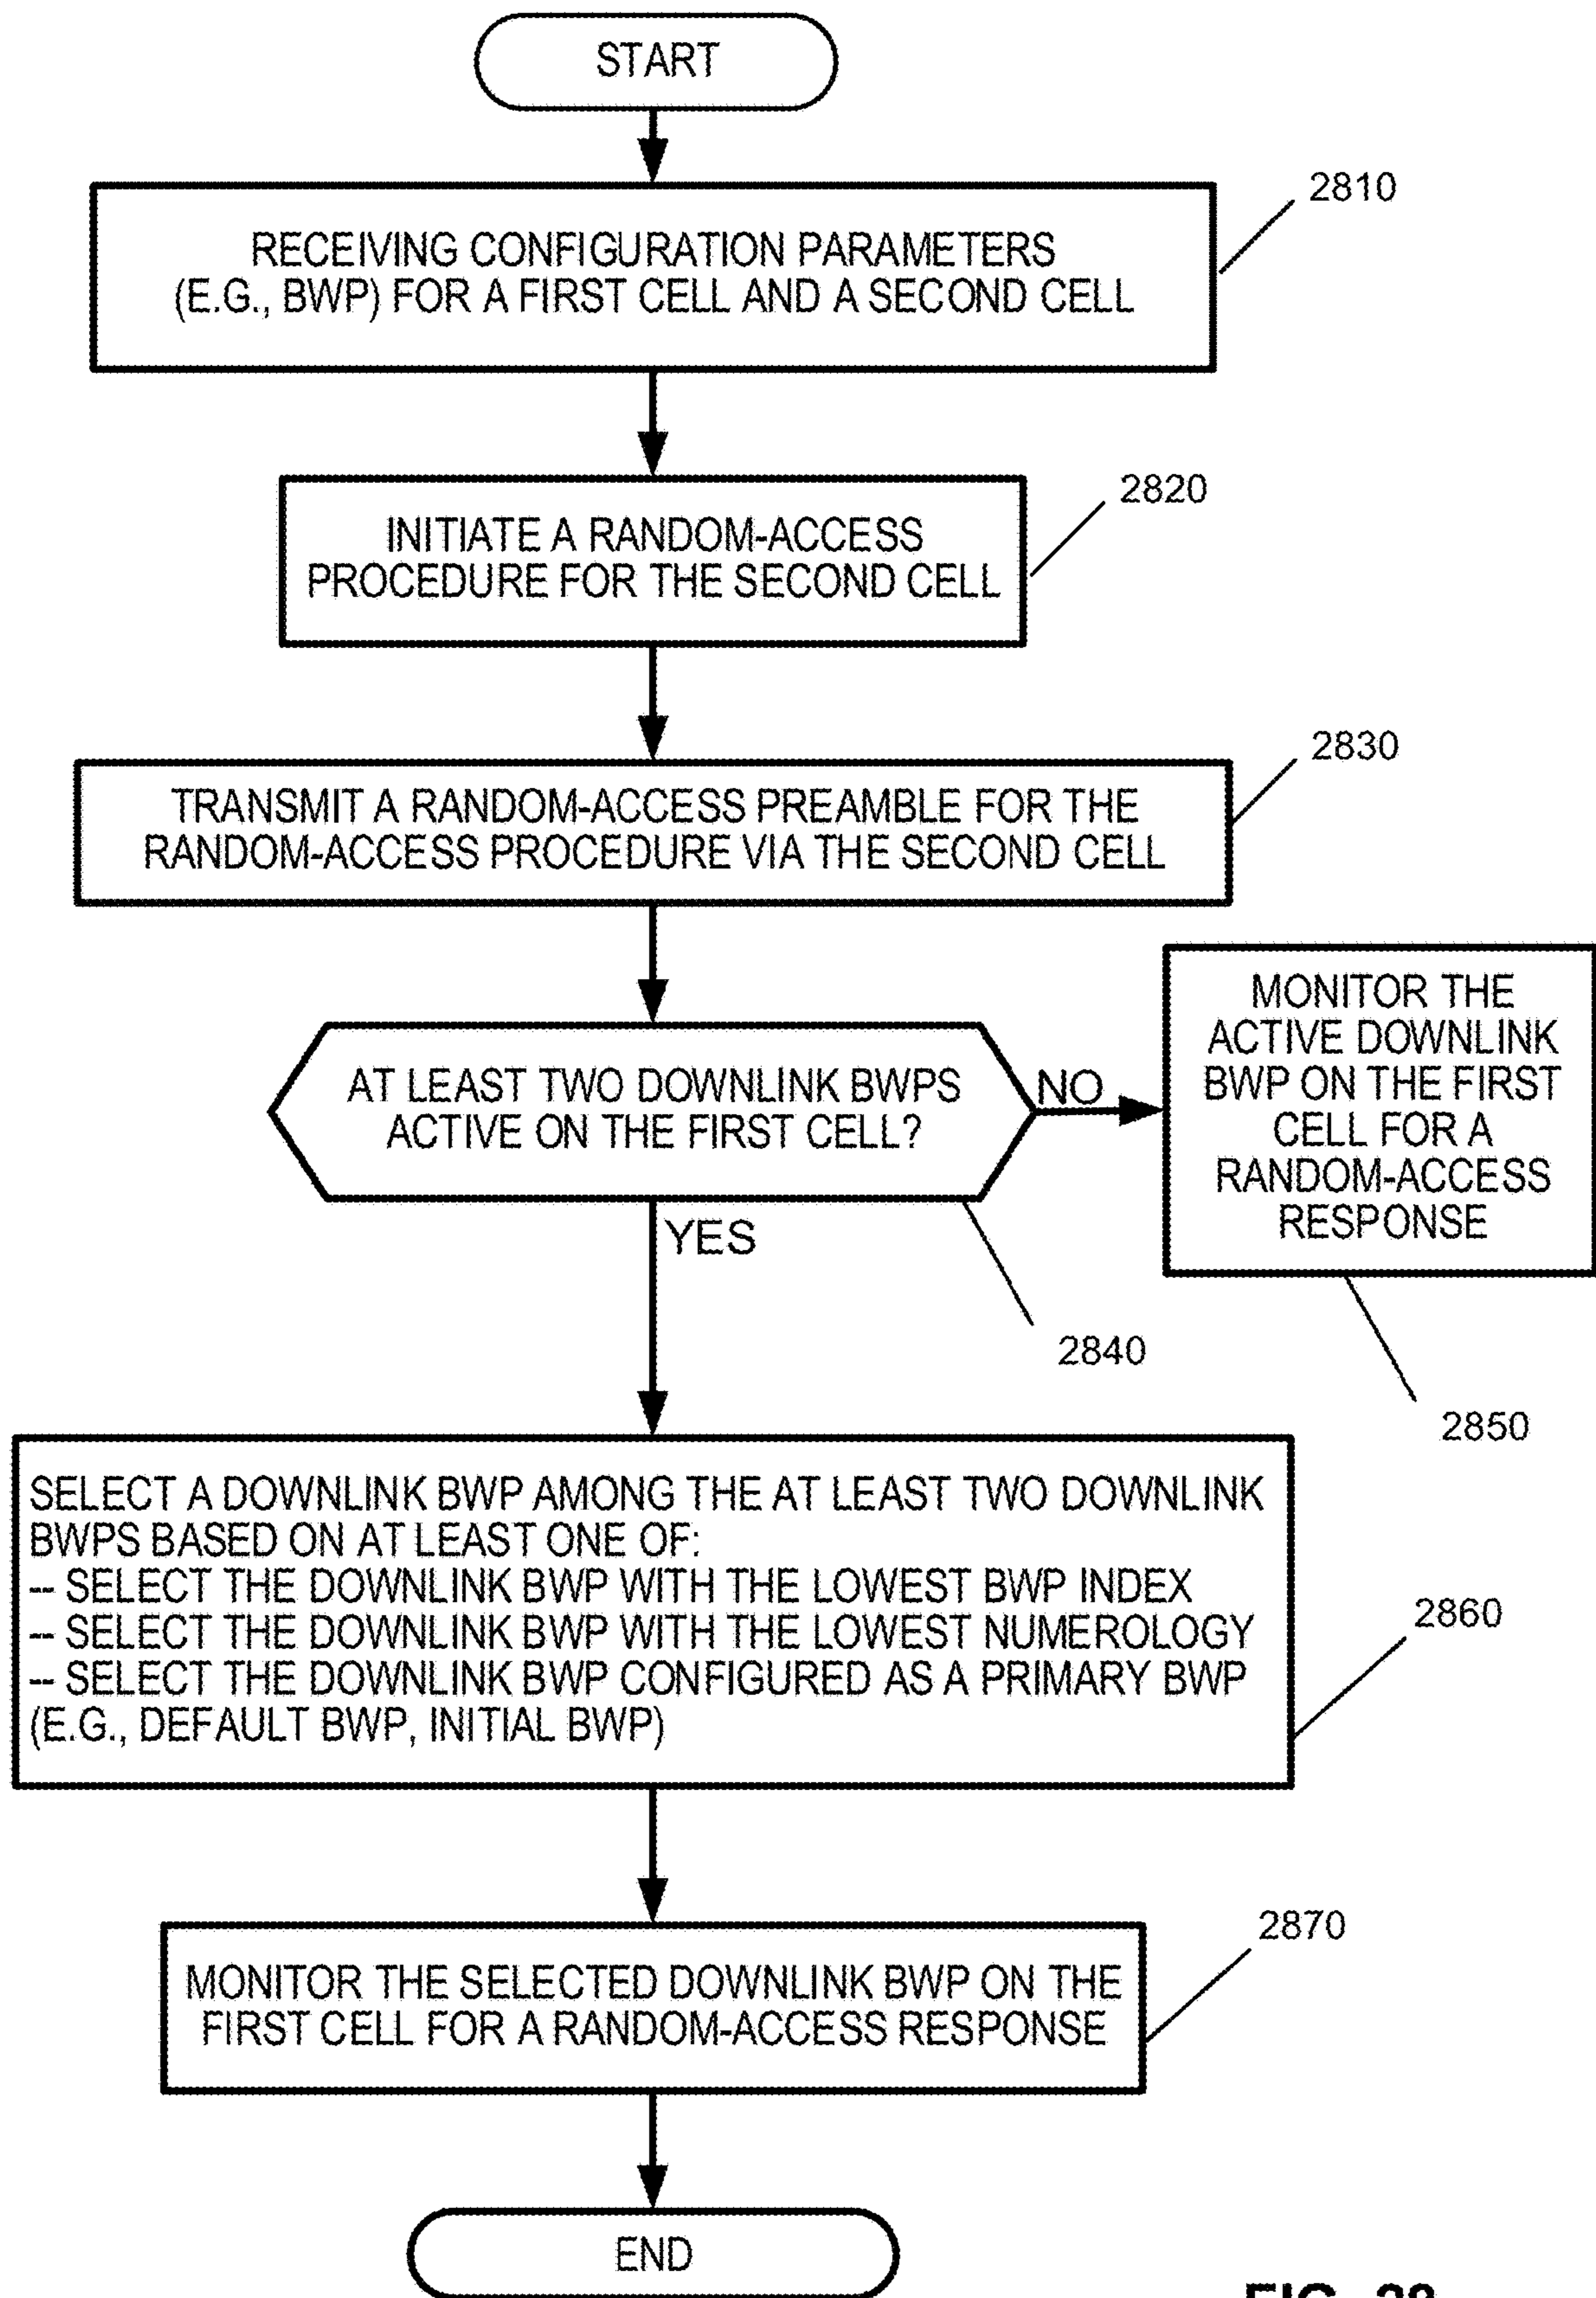 START
2810
RECEIVING CONFIGURATION PARAMETERS
(E.G., BWP) FOR A FIRST CELL AND A SECOND CELL
2820
INITIATE A RANDOM-ACCESS
PROCEDURE FOR THE SECOND CELL
2830
TRANSMIT A RANDOM-ACCESS PREAMBLE FOR THE
RANDOM-ACCESS PROCEDURE VIA THE SECOND CELL
AT LEAST TWO DOWNLINK BWPS
ACTIVE ON THE FIRST CELL?
NO
MONITOR THE
ACTIVE DOWNLINK
BWP ON THE FIRST
CELL FOR A
RANDOM-ACCESS
RESPONSE
YES
2840
2850
SELECT A DOWNLINK BWP AMONG THE AT LEAST TWO DOWNLINK
BWPS BASED ON AT LEAST ONE OF:
-- SELECT THE DOWNLINK BWP WITH THE LOWEST BWP INDEX
-- SELECT THE DOWNLINK BWP WITH THE LOWEST NUMEROLOGY
-- SELECT THE DOWNLINK BWP CONFIGURED AS A PRIMARY BWP
(E.G., DEFAULT BWP, INITIAL BWP)
2860
2870
MONITOR THE SELECTED DOWNLINK BWP ON THE
FIRST CELL FOR A RANDOM-ACCESS RESPONSE
END
FIG. 28